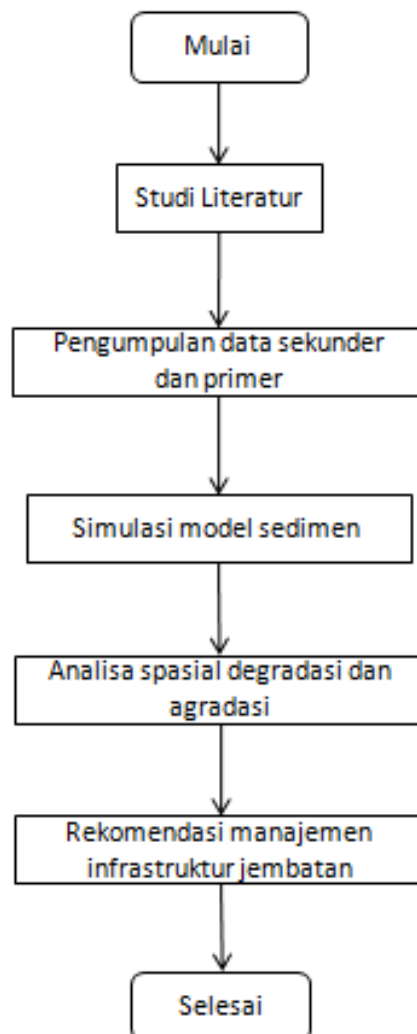 Mulai
Studi Literatur
Pengumpulan data sekunder
dan primer
Simulasi model sedimen
Analisa spasial degradasi dan
agradasi
Rekomendasi manajemen
infrastruktur jembatan
Selesai